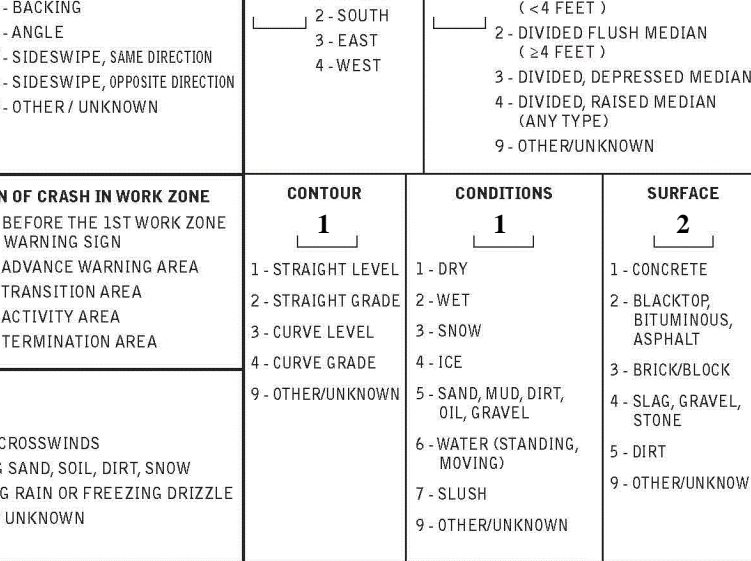 - BACKING
- ANGLE
- SIDESWIPE, SAME DIRECTION
- SIDESWIPE, OPPOSITE DIRECTION
- OTHER / UNKNOWN
2 - SOUTH
3 - EAST
4 - WEST
(<4 FEET )
2 - DIVIDED FLUSH MEDIAN
(≥4 FEET )
3 - DIVIDED, DEPRESSED MEDIAN
4 - DIVIDED, RAISED MEDIAN
(ANY TYPE)
9 - OTHER/UNKNOWN
N OF CRASH IN WORK ZONE
BEFORE THE 1ST WORK ZONE
WARNING SIGN
ADVANCE WARNING AREA
TRANSITION AREA
ACTIVITY AREA
TERMINATION AREA
CROSSWINDS
G SAND, SOIL, DIRT, SNOW
G RAIN OR FREEZING DRIZZLE
UNKNOWN
CONTOUR
1
1 - STRAIGHT LEVEL
2 - STRAIGHT GRADE
3 - CURVE LEVEL
4 - CURVE GRADE
9 - OTHER/UNKNOWN
CONDITIONS
1
1 - DRY
2 - WET
3 - SNOW
4 - ICE
5 - SAND, MUD, DIRT,
OIL, GRAVEL
6 - WATER (STANDING,
MOVING)
7 - SLUSH
9 - OTHER/UNKNOWN
SURFACE
2
1 - CONCRETE
2 - BLACKTOP,
BITUMINOUS,
ASPHALT
3 - BRICK/BLOCK
4 - SLAG, GRAVEL,
STONE
5 - DIRT
9 - OTHER/UNKNOW